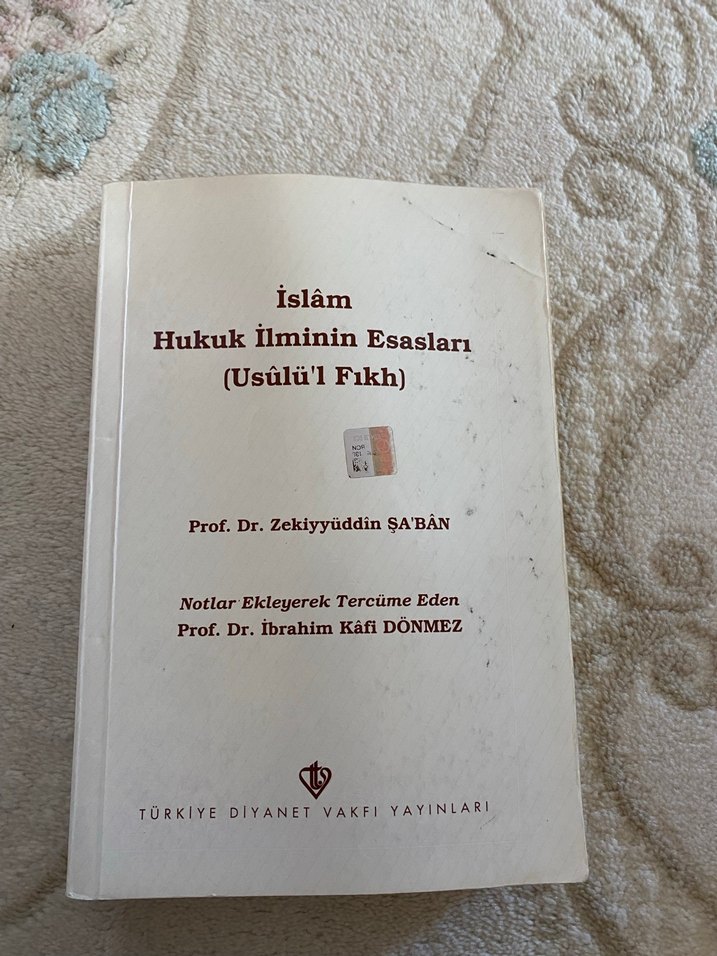 İslâm
Hukuk İlminin Esasları
(Usûlü'l Fıkh)
Prof. Dr. Zekiyyüddîn ŞA'BÂN
Notlar Ekleyerek Tercüme Eden
Prof. Dr. İbrahim Kâfi DÖNMEZ
TÜRKİYE DİYANET VAKFI YAYINLARI